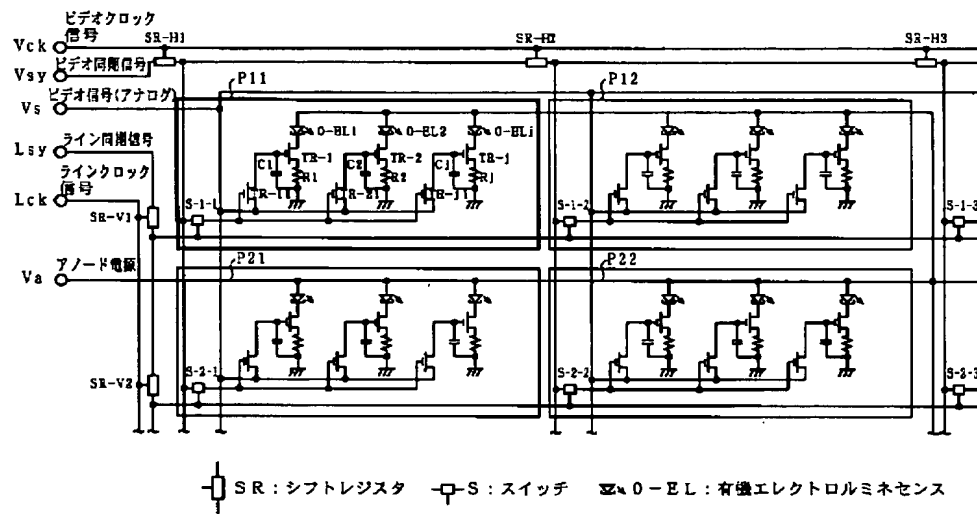 ビデオクロック
信号
Vck
SR-H1
SR-H2
SR-H3
ビデオ同期信号
Vsy
P11
P12
ビデオ信号(アナログ)
Vs
ライン同期信号
Lsy
O-EL1
O-EL2
O-ELj
C1
TR-1
C2
TR-2
Cj
TR-j
R1
R2
Rj
ラインクロック
信号
Lck
SR-V1
S-1-1
S-1-2
S-1-3
アノード電源
Va
P21
P22
SR-V2
S-2-1
S-2-2
S-2-3
SR:シフトレジスタ S:スイッチ O-EL:有機エレクトロルミネセンス